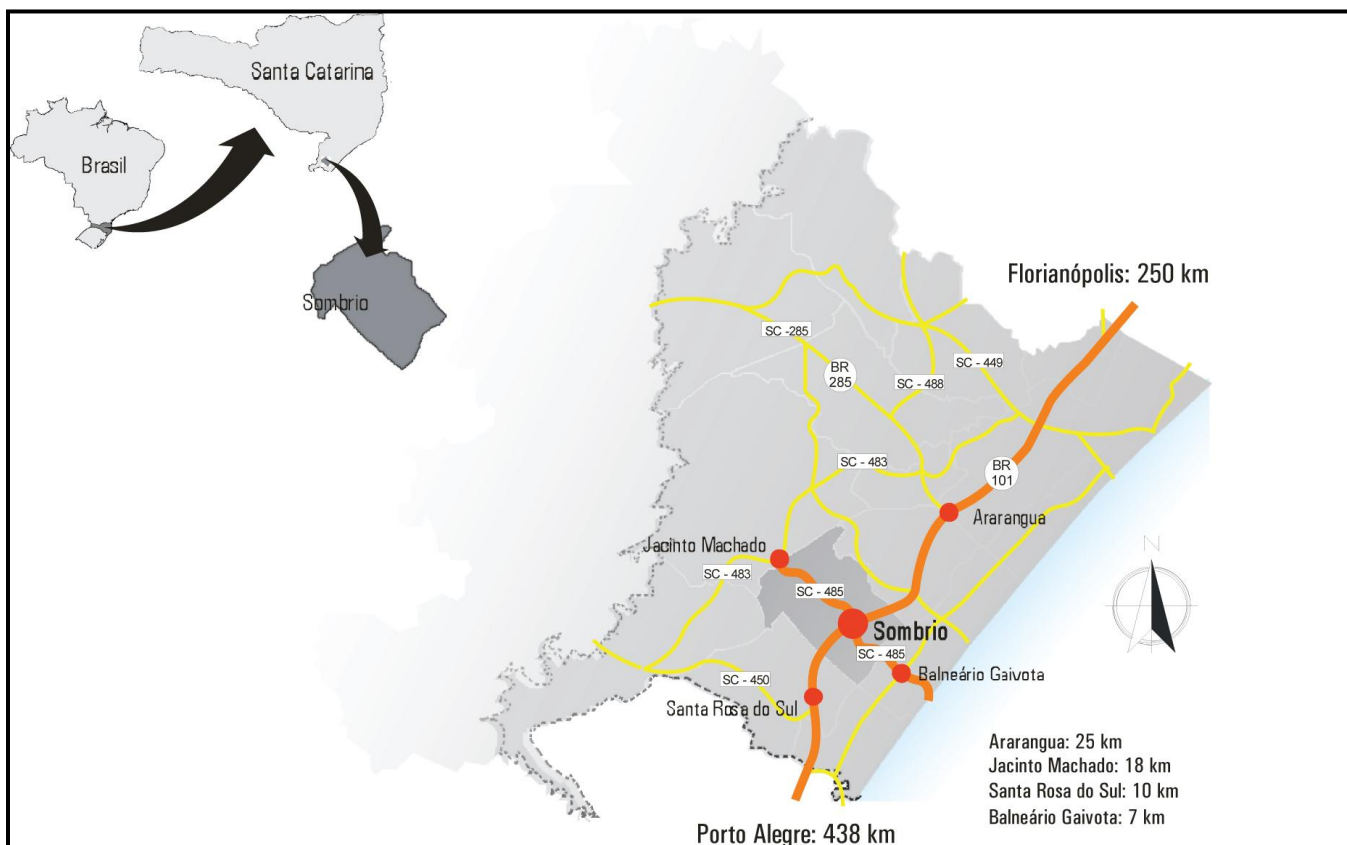 Santa Catarina
Brasil
Sombrio
Florianópolis: 250 km
SC -285
BR
285
SC - 449
SC - 488
SC - 483
BR
101
Ararangua
Jacinto Machado
SC - 483
SC - 485
Sombrio
SC - 485
Balneário Gaivota
SC - 450
Santa Rosa do Sul
N
Ararangua: 25 km
Jacinto Machado: 18 km
Santa Rosa do Sul: 10 km
Balneário Gaivota: 7 km
Porto Alegre: 438 km